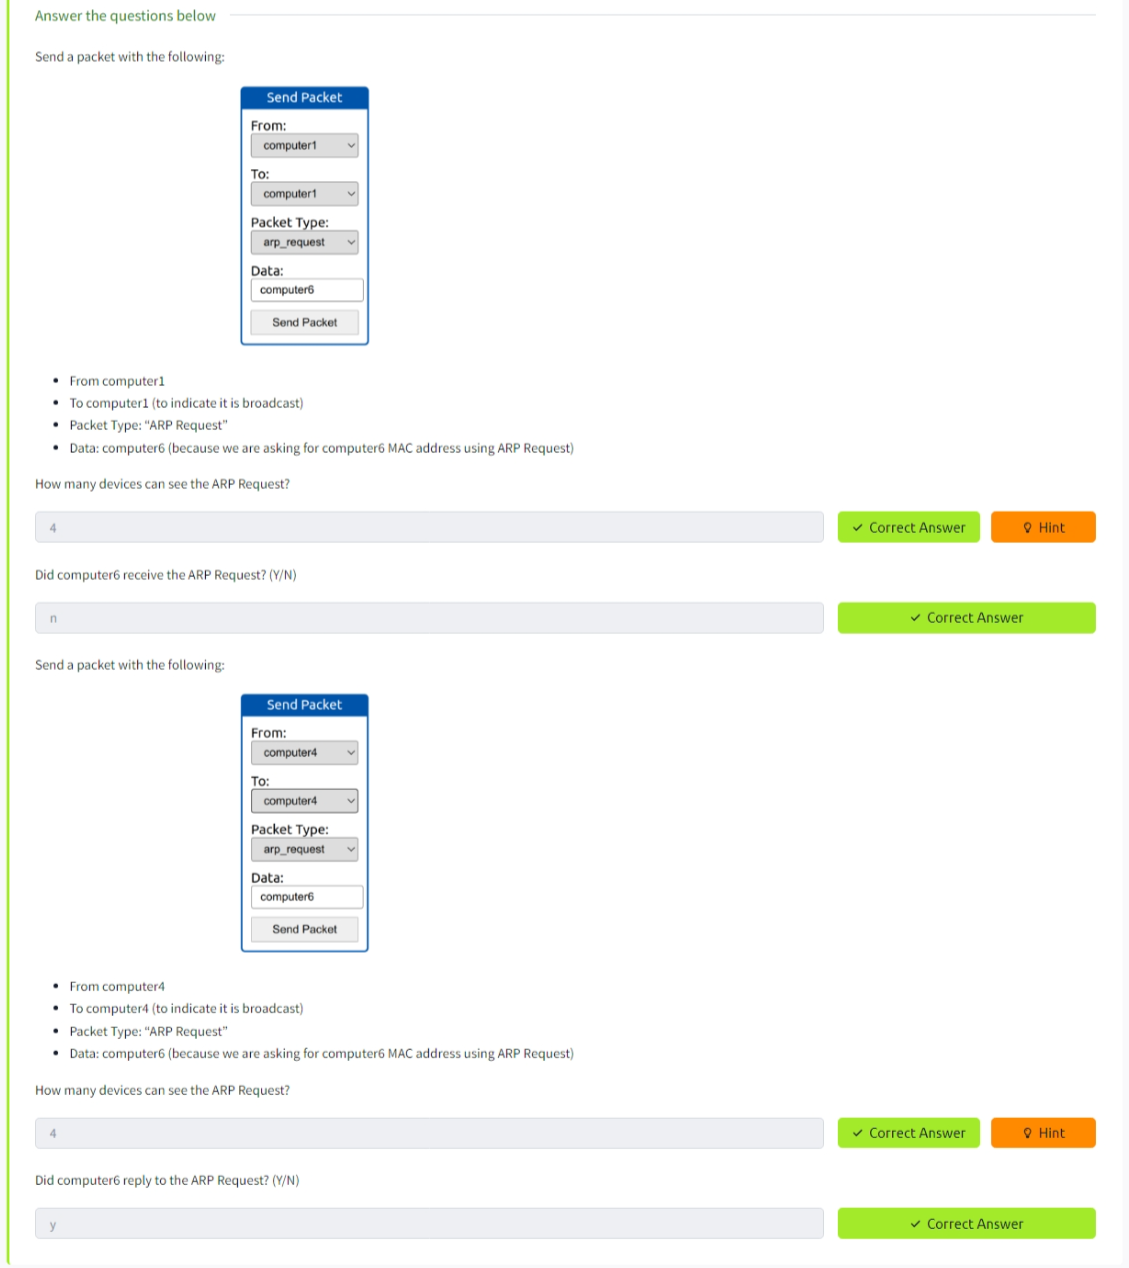 Answer the questions below
Send a packet with the following:
Send Packet
From:
computer1
To:
computer1
Packet Type:
arp_request
Data:
computer6
Send Packet
• From computer1
• To computer1 (to indicate it is broadcast)
• Packet Type: “ARP Request”
• Data: computer6 (because we are asking for computer6 MAC address using ARP Request)
How many devices can see the ARP Request?
4
✓ Correct Answer
Hint
Did computer6 receive the ARP Request? (Y/N)
n
✓ Correct Answer
Send a packet with the following:
Send Packet
From:
computer4
To:
computer4
Packet Type:
arp_request
Data:
computer6
Send Packet
• From computer4
• To computer4 (to indicate it is broadcast)
• Packet Type: “ARP Request”
• Data: computer6 (because we are asking for computer6 MAC address using ARP Request)
How many devices can see the ARP Request?
4
✓ Correct Answer
Hint
Did computer6 reply to the ARP Request? (Y/N)
y
✓ Correct Answer